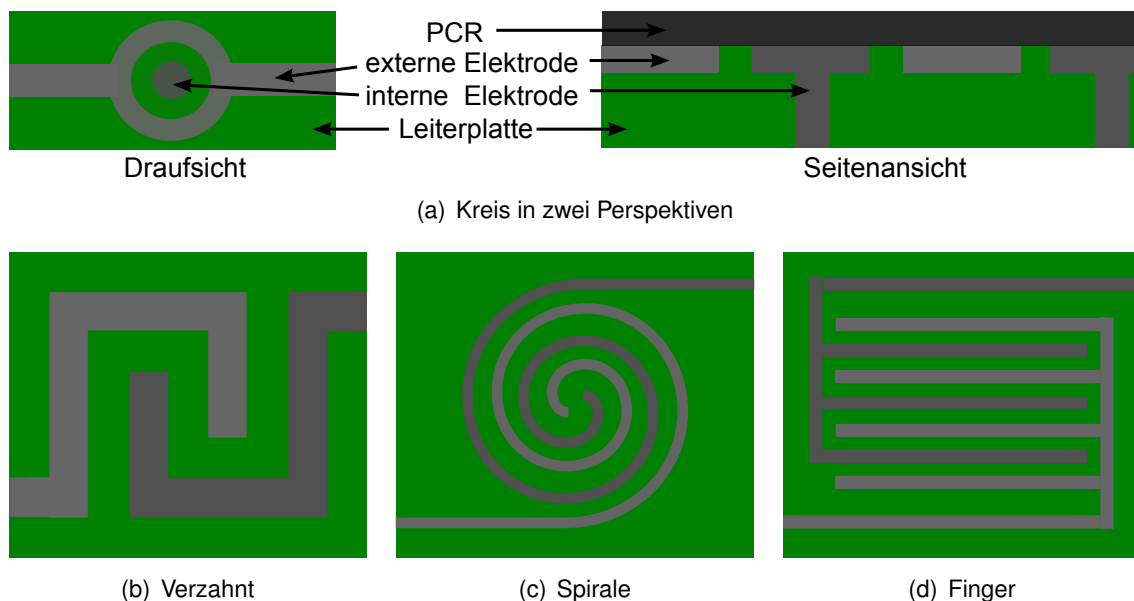 PCR
externe Elektrode
interne Elektrode
Leiterplatte
Draufsicht
Seitenansicht
(a) Kreis in zwei Perspektiven
(b) Verzahnt
(c) Spirale
(d) Finger